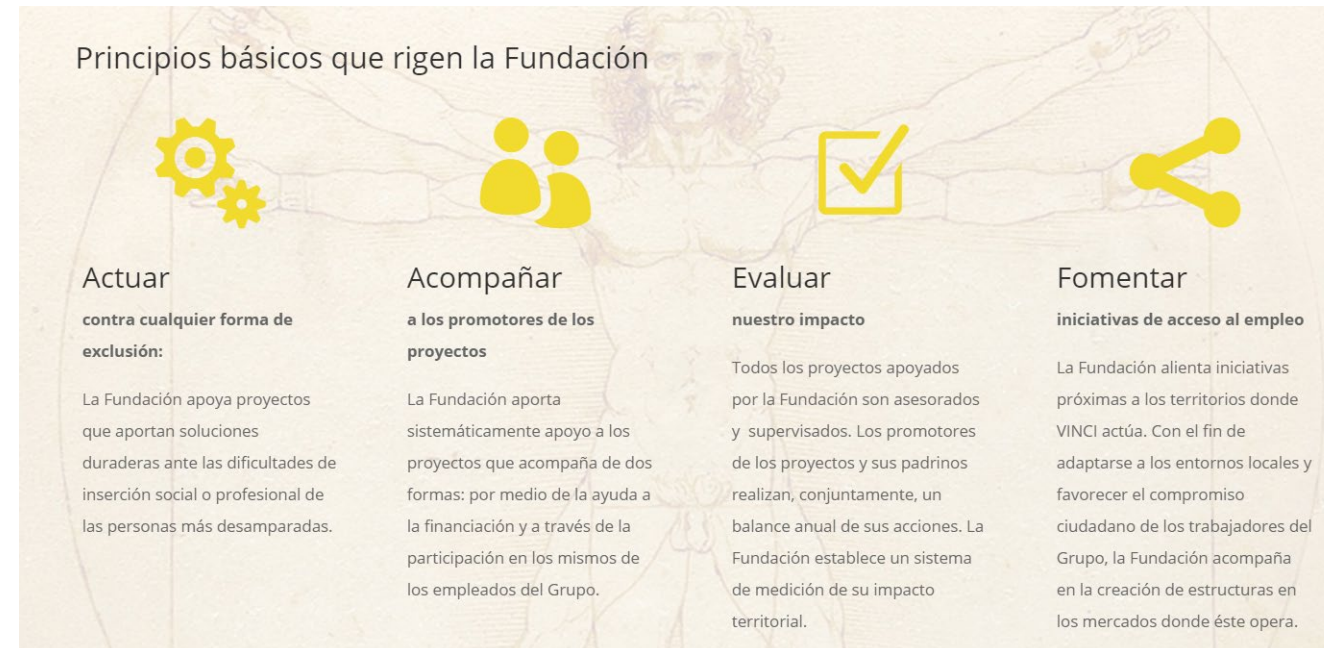 Principios básicos que rigen la Fundación
Actuar
contra cualquier forma de
exclusión:
La Fundación apoya proyectos
que aportan soluciones
duraderas ante las dificultades de
inserción social o profesional de
las personas más desamparadas.
Acompañar
a los promotores de los
proyectos
La Fundación aporta
sistemáticamente apoyo a los
proyectos que acompaña de dos
formas: por medio de la ayuda a
la financiación y a través de la
participación en los mismos de
los empleados del Grupo.
Evaluar
nuestro impacto
Todos los proyectos apoyados
por la Fundación son asesorados
y supervisados. Los promotores
de los proyectos y sus padrinos
realizan, conjuntamente, un
balance anual de sus acciones. La
Fundación establece un sistema
de medición de su impacto
territorial.
Fomentar
iniciativas de acceso al empleo
La Fundación alienta iniciativas
próximas a los territorios donde
VINCI actúa. Con el fin de
adaptarse a los entornos locales y
favorecer el compromiso
ciudadano de los trabajadores del
Grupo, la Fundación acompaña
en la creación de estructuras en
los mercados donde éste opera.